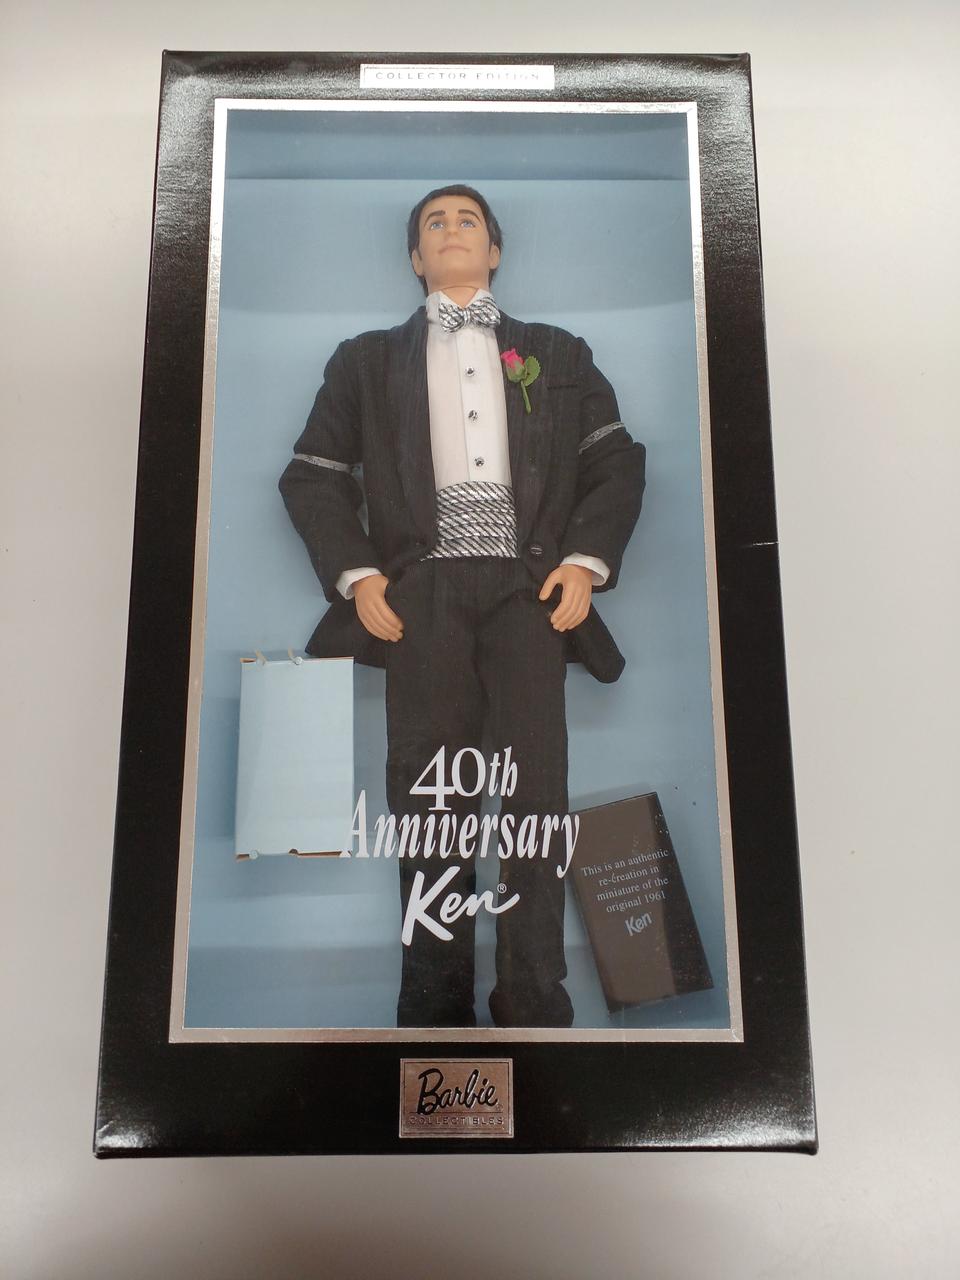 COLLECTOR EDITION
40th
Anniversary
Ken®
This is an authentic
re-creation in
miniature of the
original 1961
Ken
Barbie
COLLECTIBLES